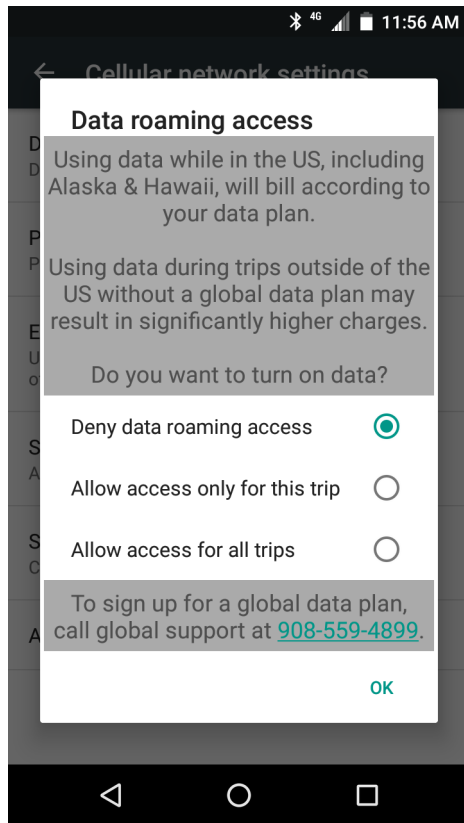 4G 11:56 AM
Cellular network settings
Data roaming access
D
D
Using data while in the US, including
Alaska & Hawaii, will bill according to
your data plan.
P
P
Using data during trips outside of the
US without a global data plan may
result in significantly higher charges.
E
U
o
Do you want to turn on data?
Deny data roaming access
S
A
Allow access only for this trip
S
C
Allow access for all trips
To sign up for a global data plan,
A
call global support at 908-559-4899.
OK